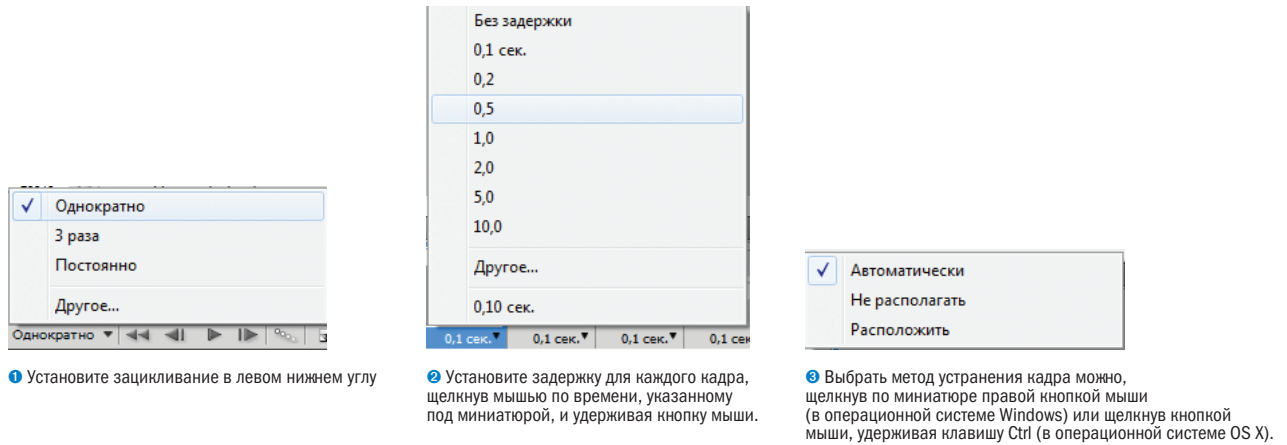 Однократно
3 раза
Постоянно
Другое...
Однократно
❶ Установите зацикливание в левом нижнем углу
Без задержки
0,1 сек.
0,2
0,5
1,0
2,0
5,0
10,0
Другое...
0,10 сек.
0,1 сек. 0,1 сек. 0,1 сек. 0,1 сек
❷ Установите задержку для каждого кадра,
щелкнув мышью по времени, указанному
под миниатюрой, и удерживая кнопку мыши.
Автоматически
Не располагать
Расположить
❸ Выбрать метод устранения кадра можно,
щелкнув по миниатюре правой кнопкой мыши
(в операционной системе Windows) или щелкнув кнопкой
мыши, удерживая клавишу Ctrl (в операционной системе OS X).